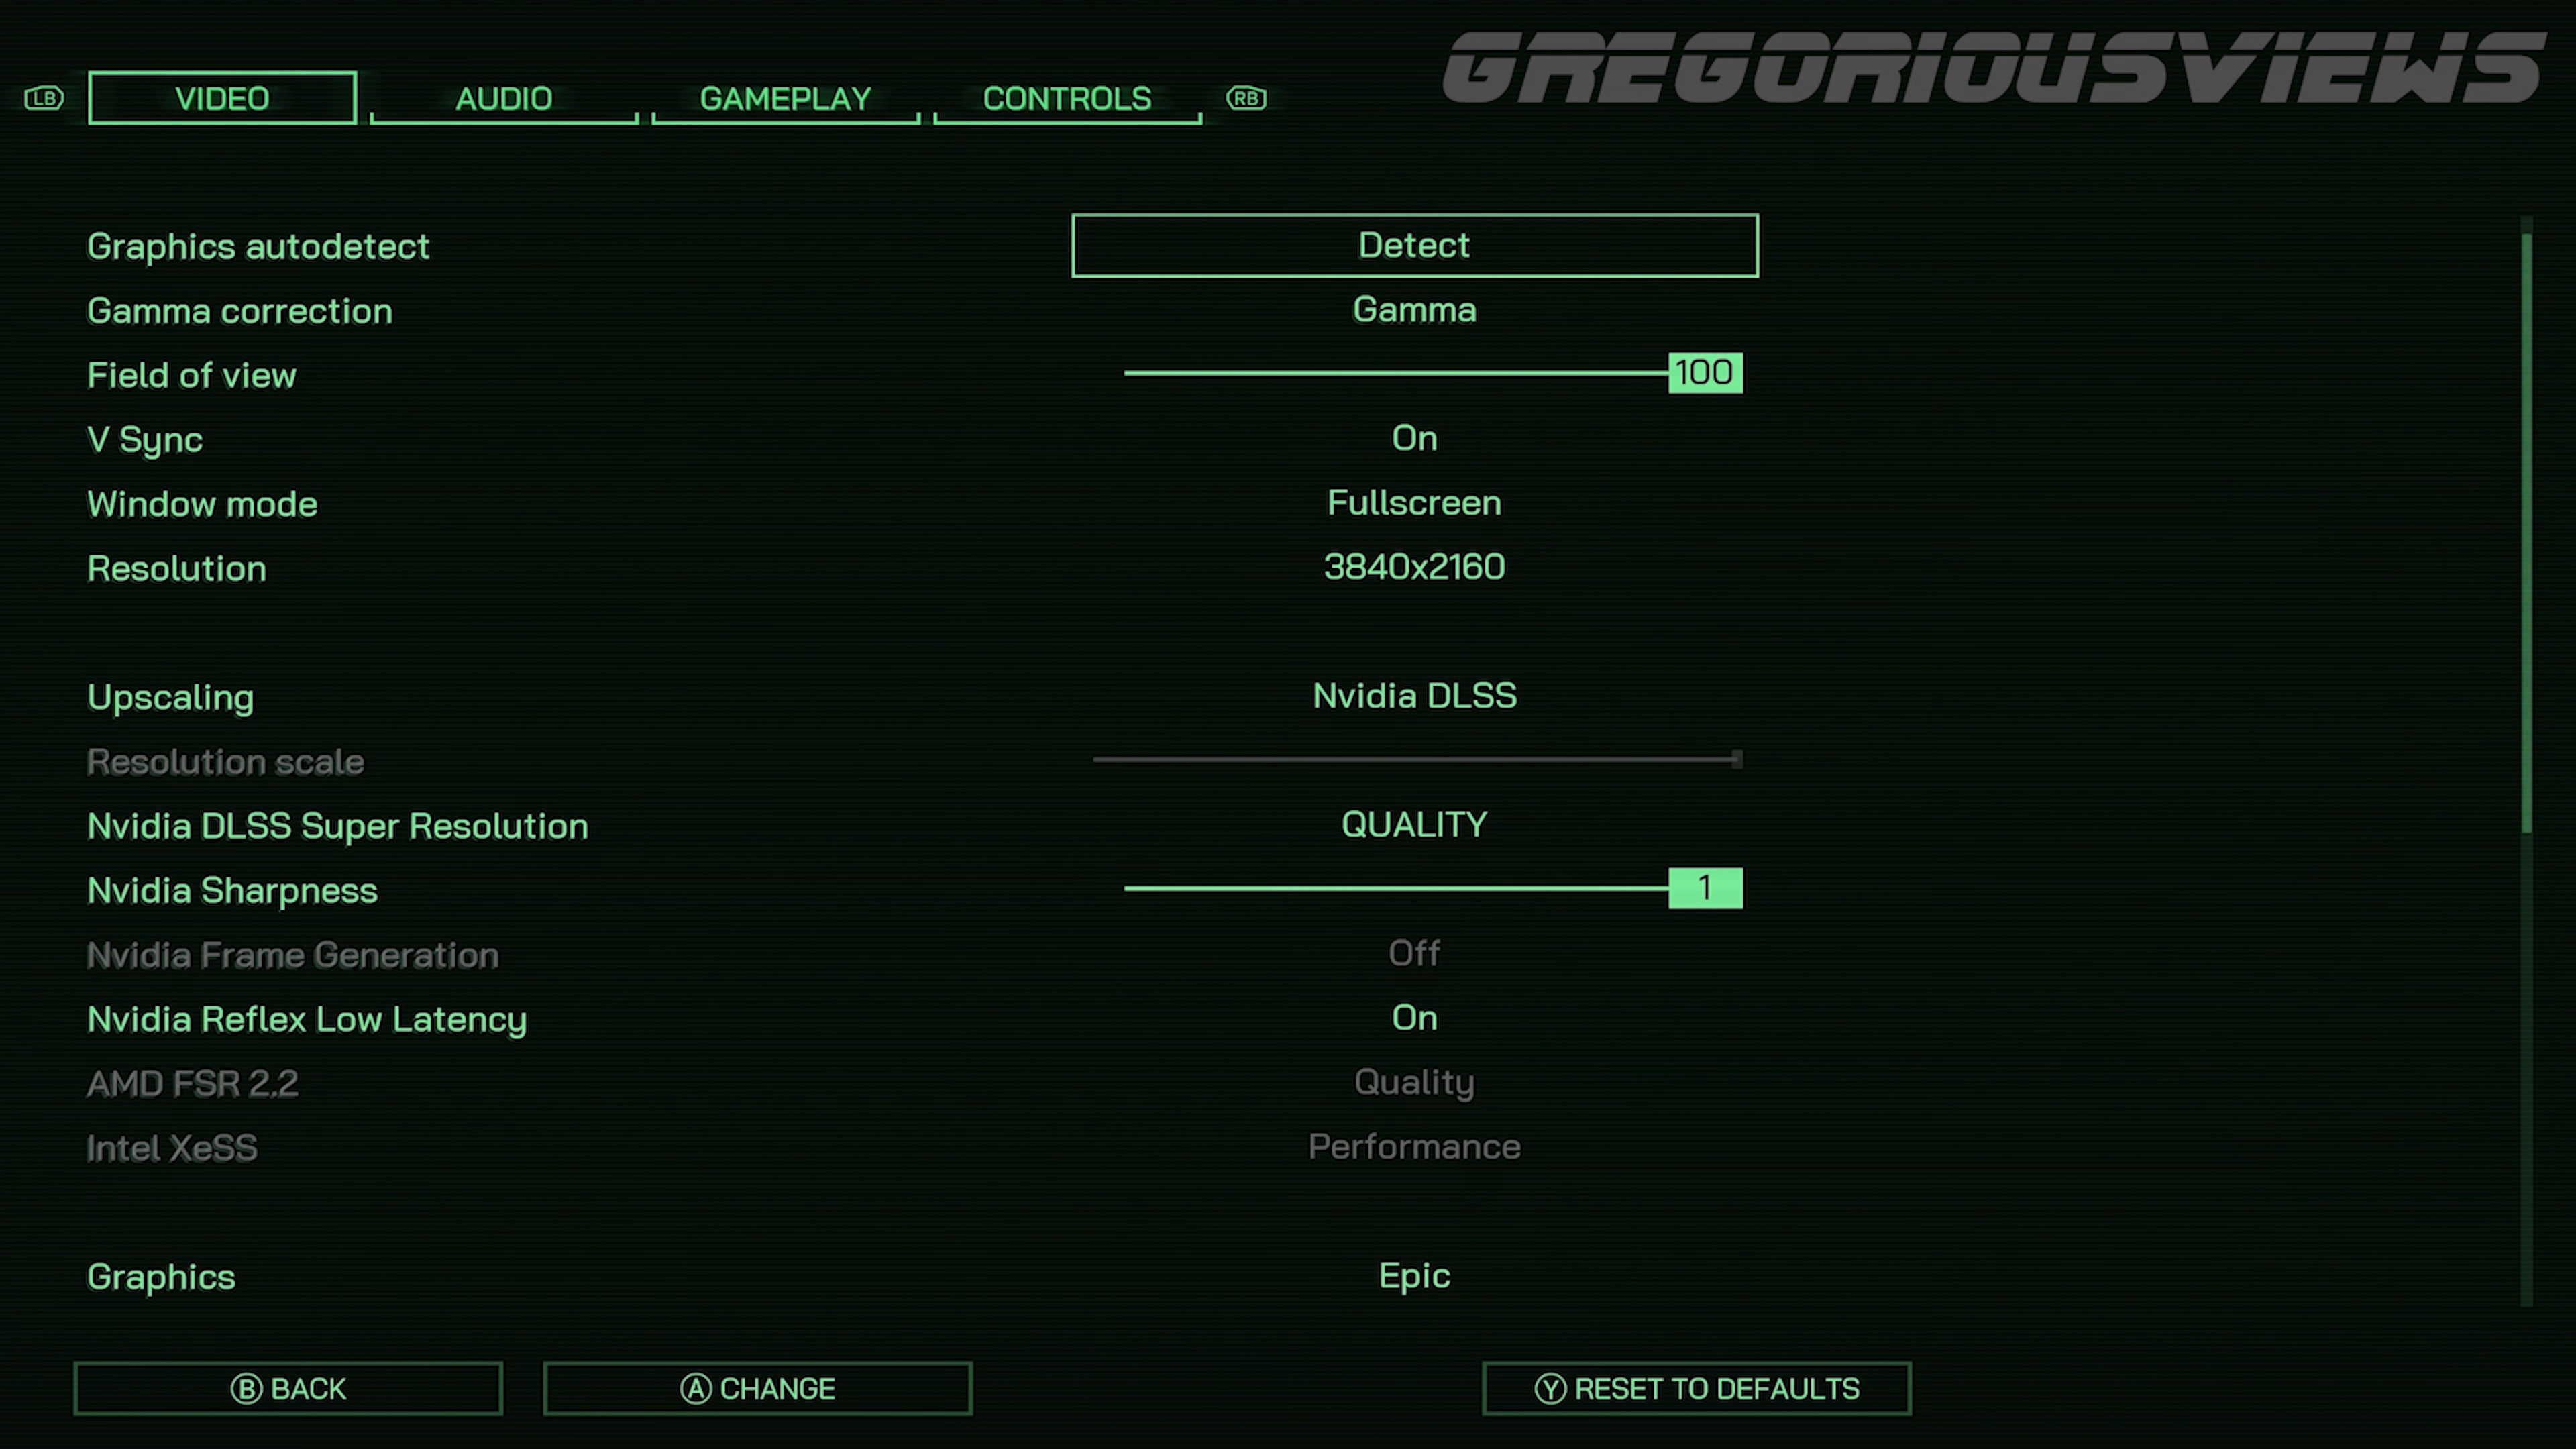 GREGORIOUSVIEWS
LB VIDEO AUDIO GAMEPLAY CONTROLS RB
Graphics autodetect Detect
Gamma correction Gamma
Field of view 100
V Sync On
Window mode Fullscreen
Resolution 3840x2160
Upscaling Nvidia DLSS
Resolution scale
Nvidia DLSS Super Resolution QUALITY
Nvidia Sharpness 1
Nvidia Frame Generation Off
Nvidia Reflex Low Latency On
AMD FSR 2.2 Quality
Intel XeSS Performance
Graphics Epic
B BACK A CHANGE Y RESET TO DEFAULTS